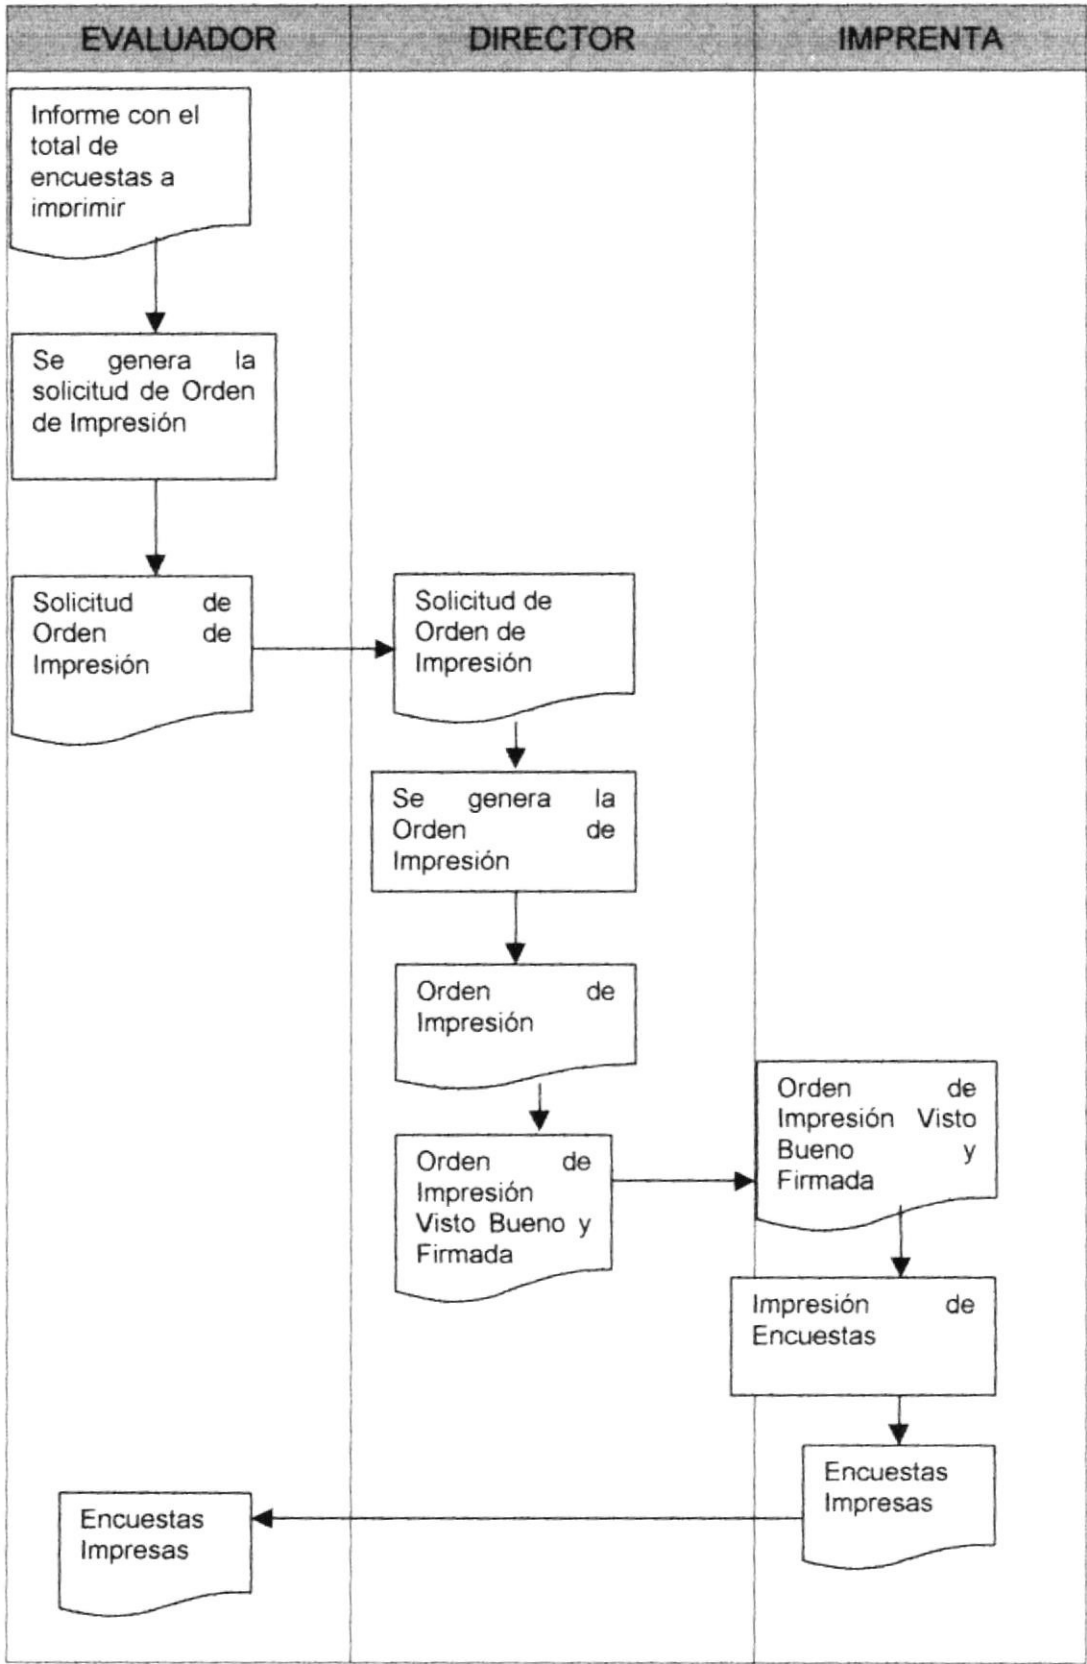 EVALUADOR
DIRECTOR
IMPRENTA
Informe con el
total de
encuestas a
imprimir
Se genera la
solicitud de Orden
de Impresión
Solicitud de
Orden de
Impresión
Solicitud de
Orden de
Impresión
Se genera la
Orden de
Impresión
Orden de
Impresión
Orden de
Impresión
Visto Bueno y
Firmada
Orden de
Impresión Visto
Bueno y
Firmada
Impresión de
Encuestas
Encuestas
Impresas
Encuestas
Impresas